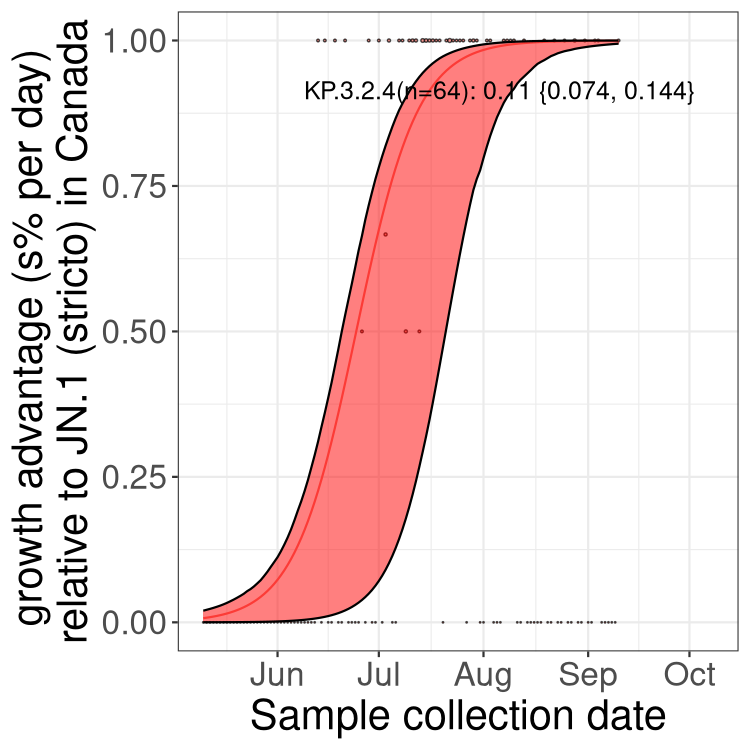 growth advantage (s% per day)
relative to JN.1 (stricto) in Canada
1.00
0.75
0.50
0.25
0.00
KP.3.2.4(n=64): 0.11 {0.074, 0.144}
Jun Jul Aug Sep Oct
Sample collection date